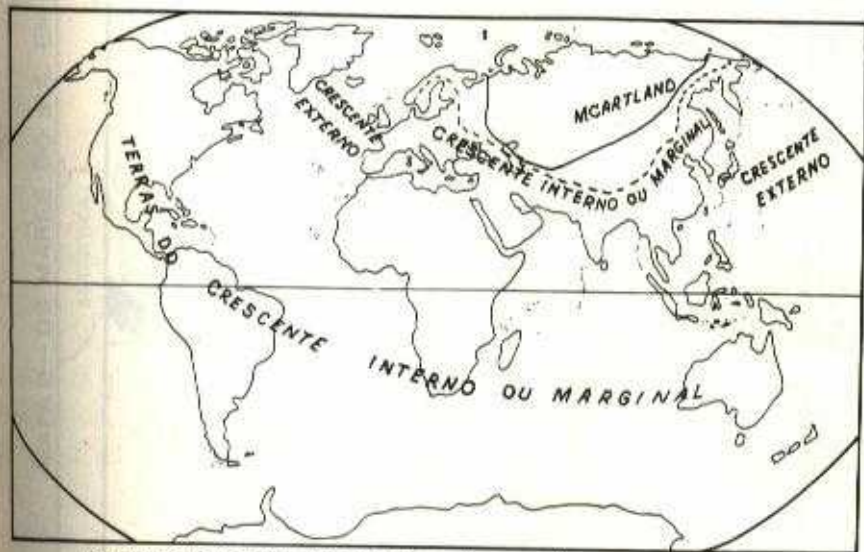 CRESCENTE
EXTERNO
MCARTLAND
CRESCENTE INTERNO OU MARGINAL
CRESCENTE
EXTERNO
TERRAS DO CRESCENTE INTERNO OU MARGINAL